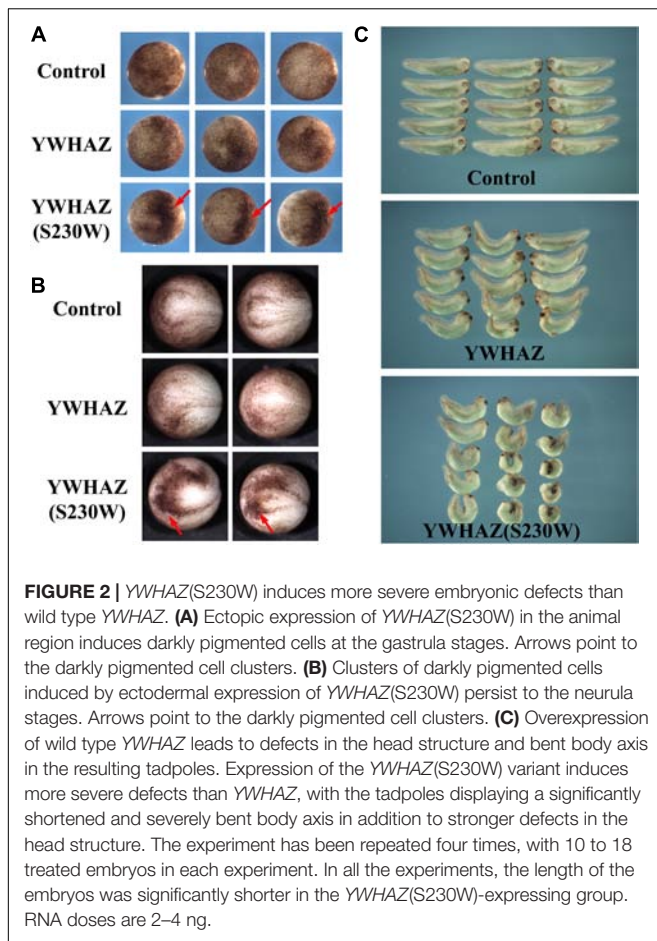 A
Control
YWHAZ
YWHAZ
(S230W)
B
Control
YWHAZ
YWHAZ
(S230W)
C
Control
YWHAZ
YWHAZ(S230W)
FIGURE 2 | YWHAZ(S230W) induces more severe embryonic defects than
wild type YWHAZ. (A) Ectopic expression of YWHAZ(S230W) in the animal
region induces darkly pigmented cells at the gastrula stages. Arrows point to
the darkly pigmented cell clusters. (B) Clusters of darkly pigmented cells
induced by ectodermal expression of YWHAZ(S230W) persist to the neurula
stages. Arrows point to the darkly pigmented cell clusters. (C) Overexpression
of wild type YWHAZ leads to defects in the head structure and bent body axis
in the resulting tadpoles. Expression of the YWHAZ(S230W) variant induces
more severe defects than YWHAZ, with the tadpoles displaying a significantly
shortened and severely bent body axis in addition to stronger defects in the
head structure. The experiment has been repeated four times, with 10 to 18
treated embryos in each experiment. In all the experiments, the length of the
embryos was significantly shorter in the YWHAZ(S230W)-expressing group.
RNA doses are 2–4 ng.